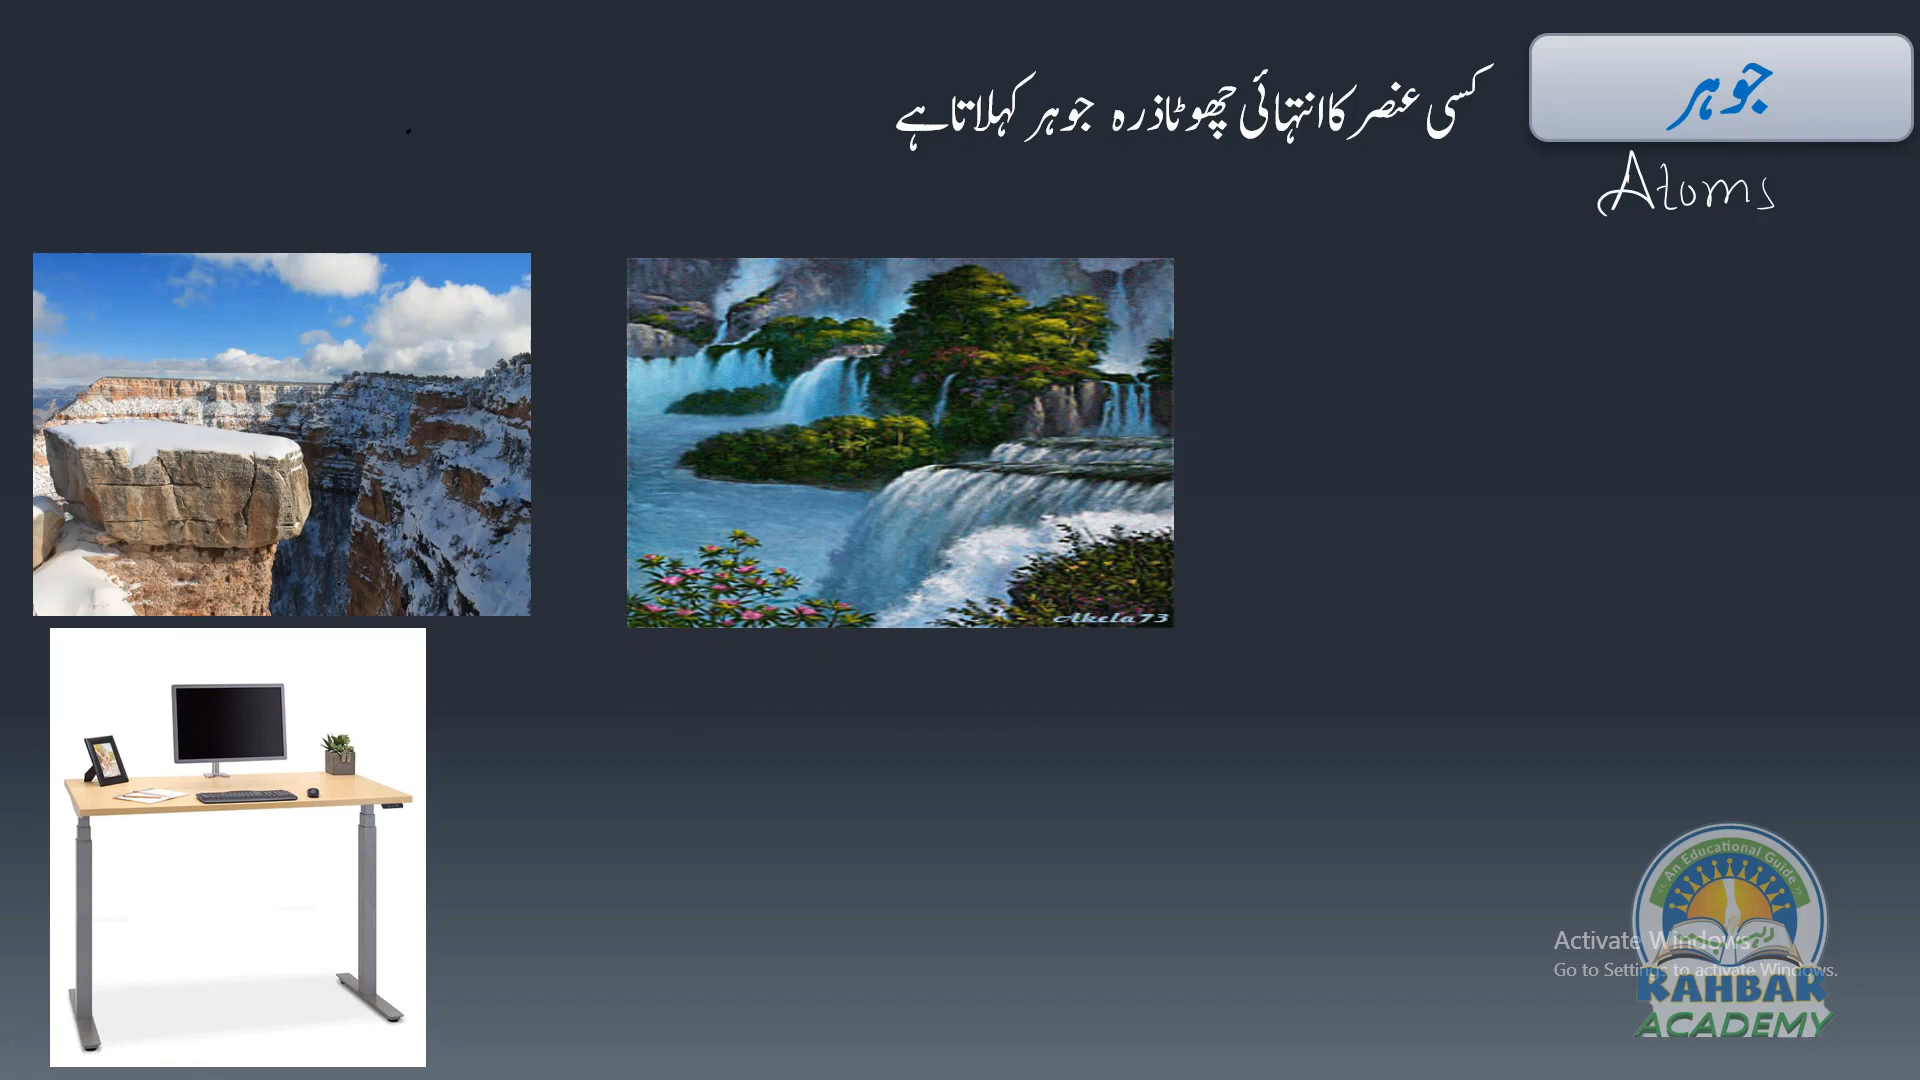 جوہر
کسی عنصر کا انتہائی چھوٹا ذرہ جوہر کہلاتا ہے
Atoms
Akela73
An Educational Guide
Activate Windows
Go to Settings to activate Windows.
RAHBAR
ACADEMY